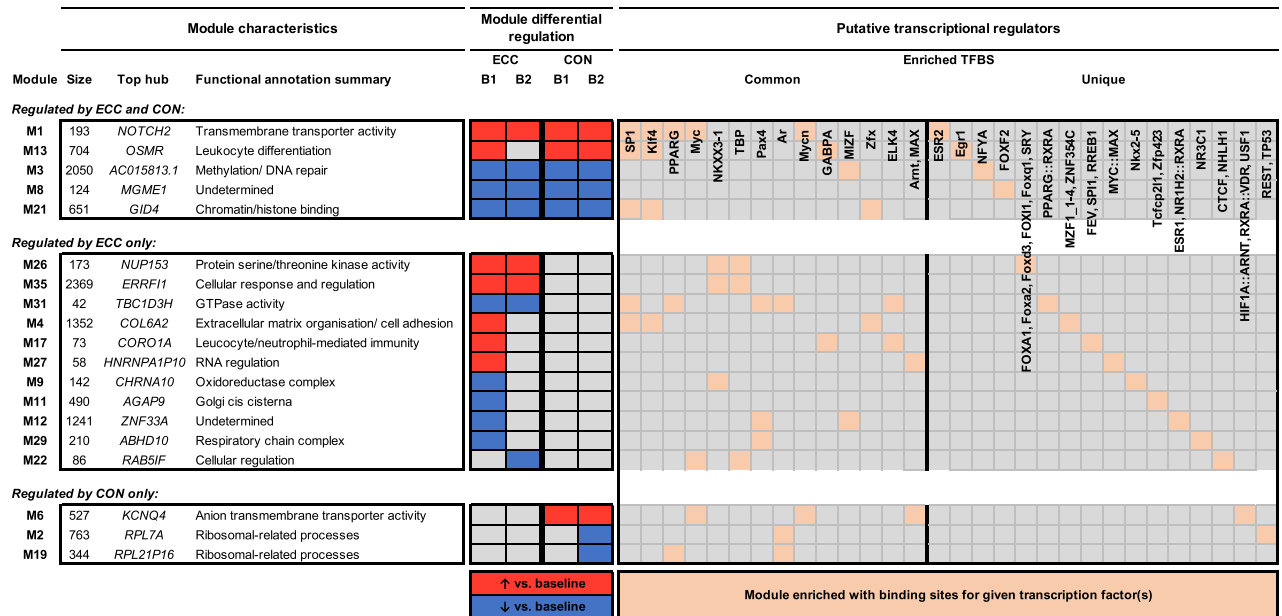 Module characteristics
Module differential regulation
Putative transcriptional regulators
ECC CON
Enriched TFBS
Module Size Top hub Functional annotation summary B1 B2 B1 B2 Common Unique
SP1
Klf4
PPARG
Myc
NKXX3-1
TBP
Pax4
Ar
Mycn
GABPA
MIZF
Zfx
ELK4
Arnt, MAX
ESR2
Egr1
NFYA
FOXF2
FOXA1, Foxa2, Foxd3, FOXI1, Foxq1, SRY
PPARG::RXRA
MZF1_1-4, ZNF354C
FEV, SPI1, RREB1
MYC::MAX
Nkx2-5
Tcfcp2l1, Zfp423
ESR1, NR1H2::RXRA
NR3C1
CTCF, NHLH1
HIF1A::ARNT, RXRA::VDR, USF1
REST, TP53
Regulated by ECC and CON:
M1 193 NOTCH2 Transmembrane transporter activity
M13 704 OSMR Leukocyte differentiation
M3 2050 AC015813.1 Methylation/ DNA repair
M8 124 MGME1 Undetermined
M21 651 GID4 Chromatin/histone binding
Regulated by ECC only:
M26 173 NUP153 Protein serine/threonine kinase activity
M35 2369 ERRFI1 Cellular response and regulation
M31 42 TBC1D3H GTPase activity
M4 1352 COL6A2 Extracellular matrix organisation/ cell adhesion
M17 73 CORO1A Leucocyte/neutrophil-mediated immunity
M27 58 HNRNPA1P10 RNA regulation
M9 142 CHRNA10 Oxidoreductase complex
M11 490 AGAP9 Golgi cis cisterna
M12 1241 ZNF33A Undetermined
M29 210 ABHD10 Respiratory chain complex
M22 86 RAB5IF Cellular regulation
Regulated by CON only:
M6 527 KCNQ4 Anion transmembrane transporter activity
M2 763 RPL7A Ribosomal-related processes
M19 344 RPL21P16 Ribosomal-related processes
↑ vs. baseline
↓ vs. baseline
Module enriched with binding sites for given transcription factor(s)